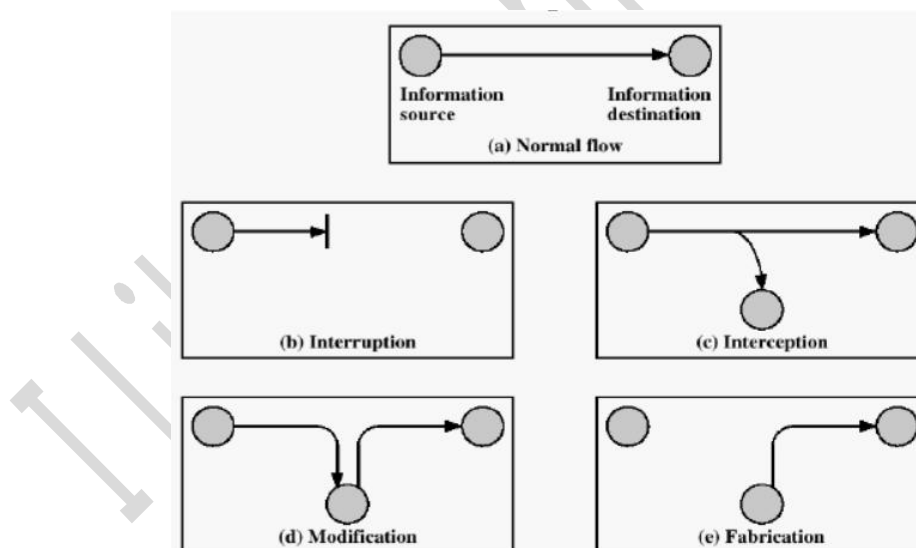 Information
source
Information
destination
(a) Normal flow
(b) Interruption
(c) Interception
(d) Modification
(e) Fabrication